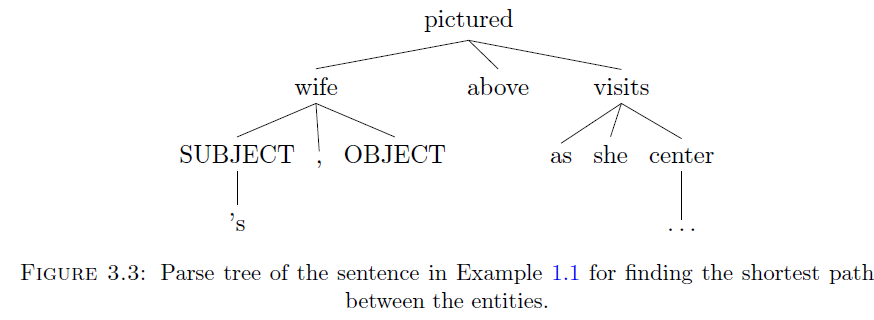 pictured
wife above visits
SUBJECT , OBJECT as she center
's ...
FIGURE 3.3: Parse tree of the sentence in Example 1.1 for finding the shortest path
between the entities.